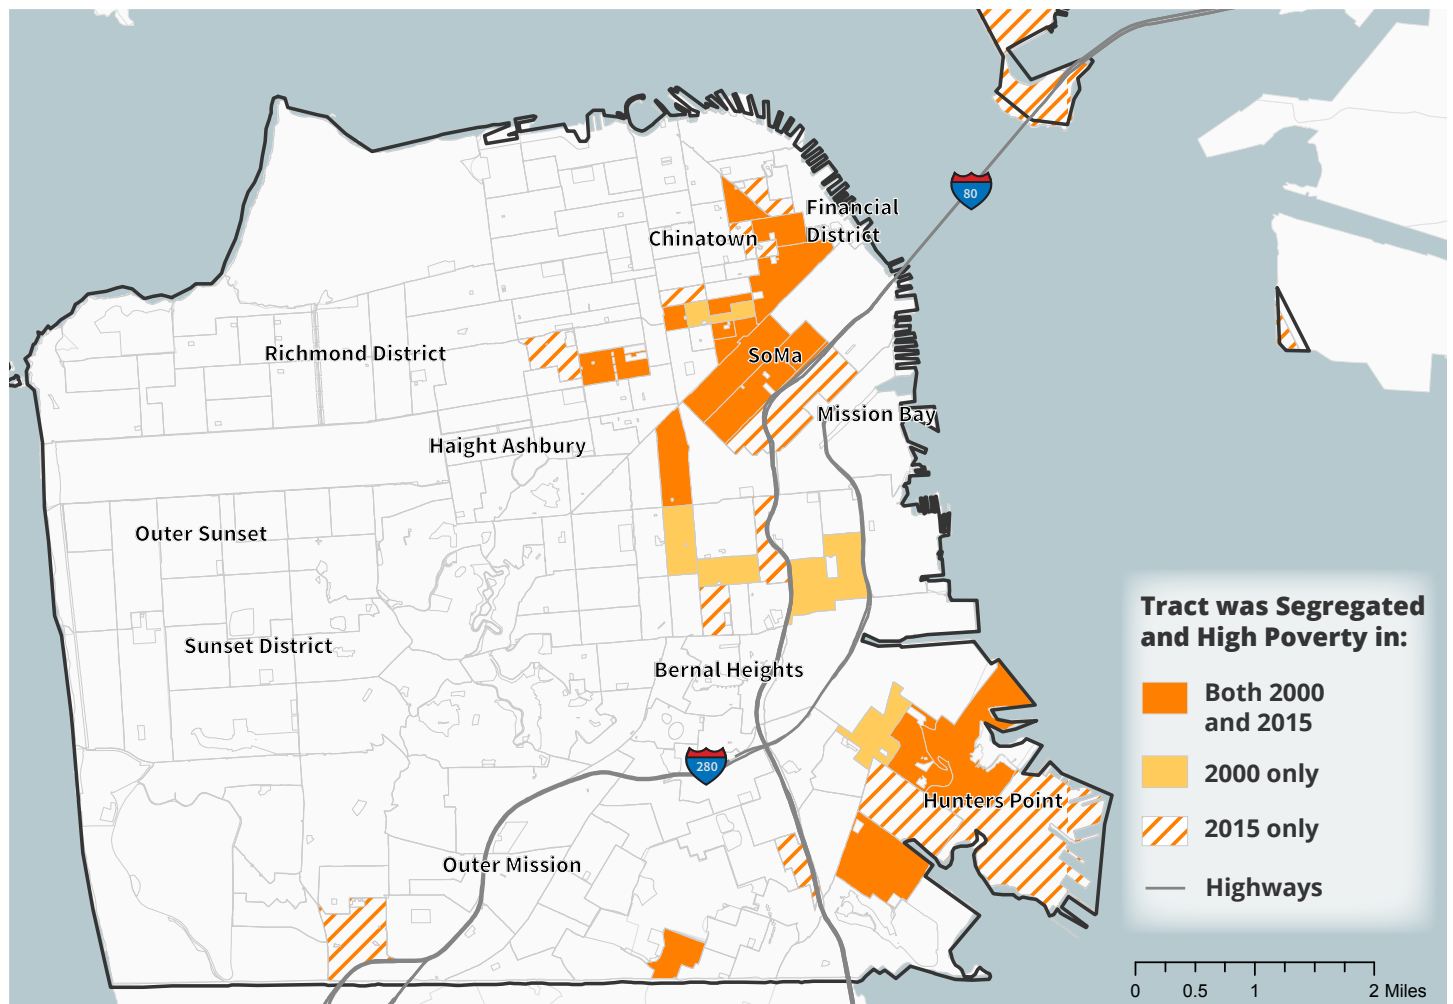 80
Financial
District
Chinatown
Richmond District
SoMa
Mission Bay
Haight Ashbury
Outer Sunset
Sunset District
Bernal Heights
280
Hunters Point
Outer Mission
Tract was Segregated
and High Poverty in:
Both 2000
and 2015
2000 only
2015 only
Highways
0 0.5 1 2 Miles